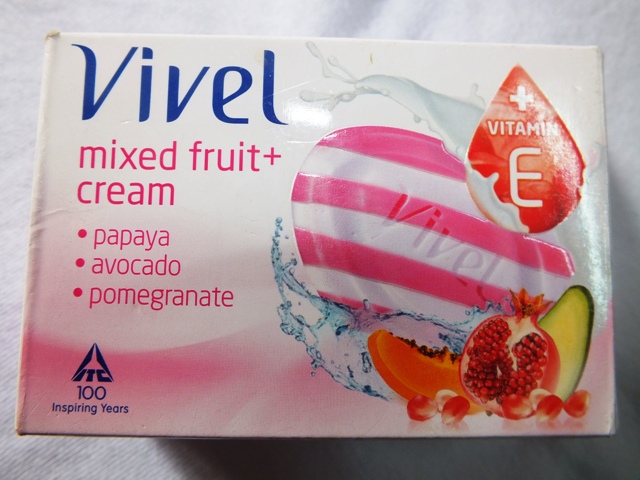 Vivel
mixed fruit+
cream
• papaya
• avocado
• pomegranate
+
VITAMIN
E
Vivel
ITC
100
Inspiring Years